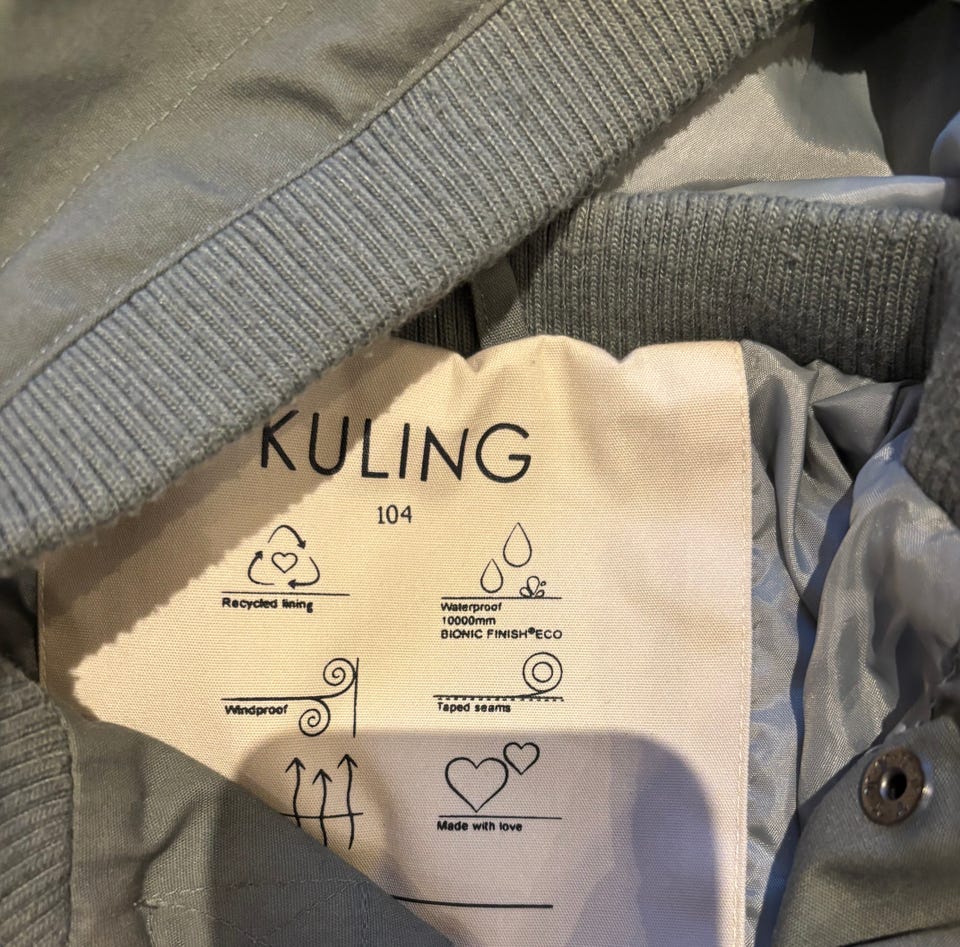 KULING
104
Recycled lining
Waterproof
10000mm
BIONIC FINISH®ECO
Windproof
Taped seams
Made with love